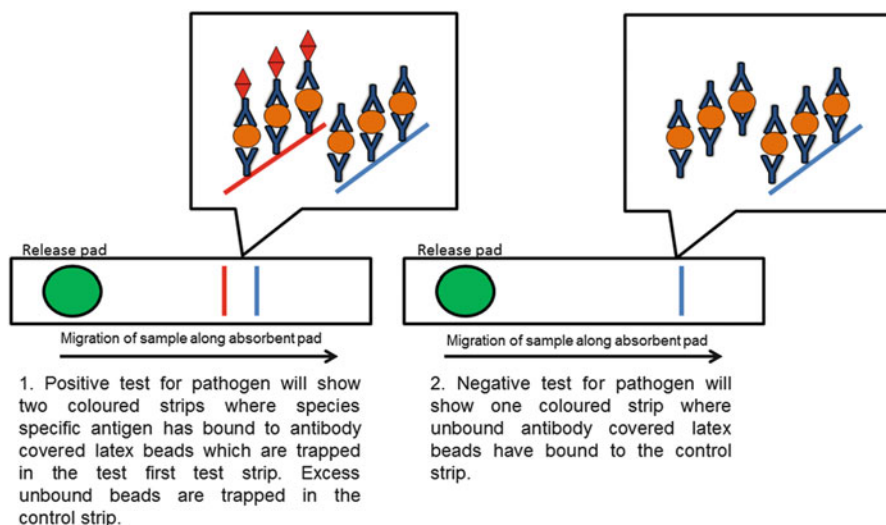 Release pad
Migration of sample along absorbent pad
1. Positive test for pathogen will show
two coloured strips where species
specific antigen has bound to antibody
covered latex beads which are trapped
in the test first test strip. Excess
unbound beads are trapped in the
control strip.
Release pad
Migration of sample along absorbent pad
2. Negative test for pathogen will
show one coloured strip where
unbound antibody covered latex
beads have bound to the control
strip.